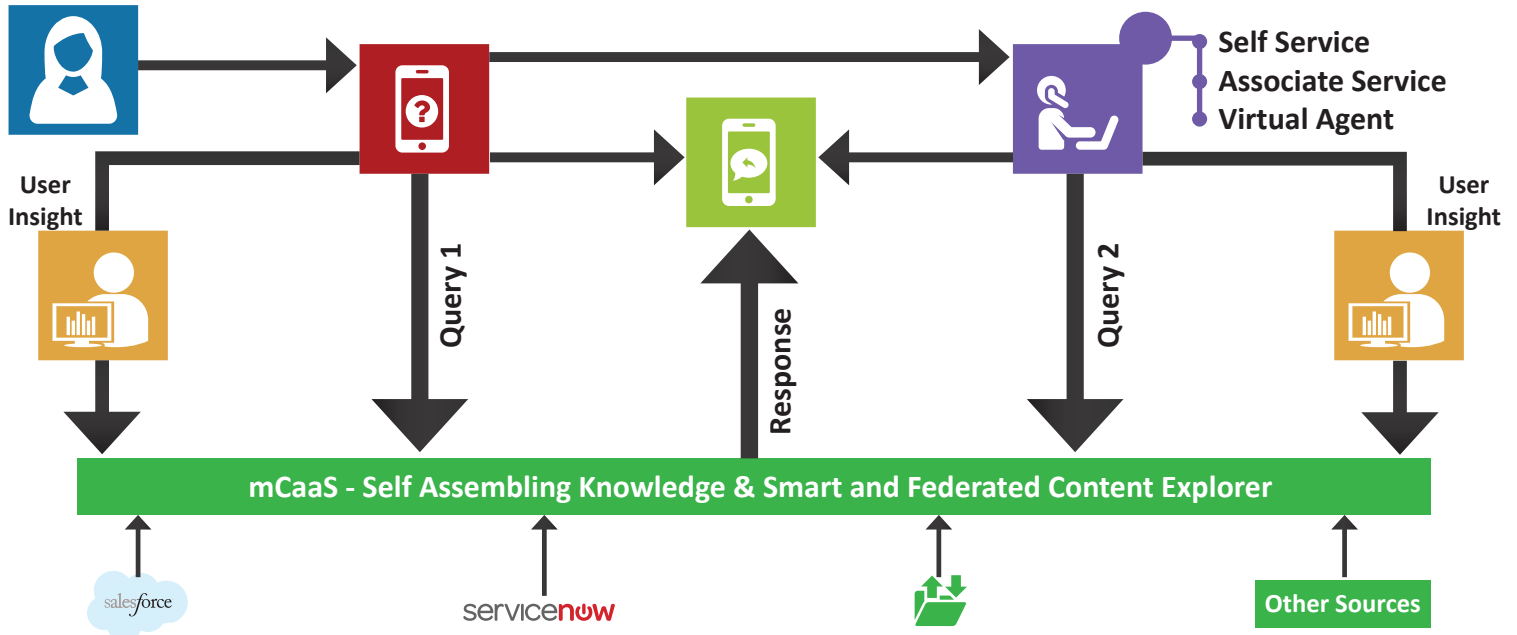 Self Service
Associate Service
Virtual Agent
?
User
Insight
User
Insight
Query 1
Response
Query 2
mCaaS - Self Assembling Knowledge & Smart and Federated Content Explorer
salesforce
servicenow
Other Sources